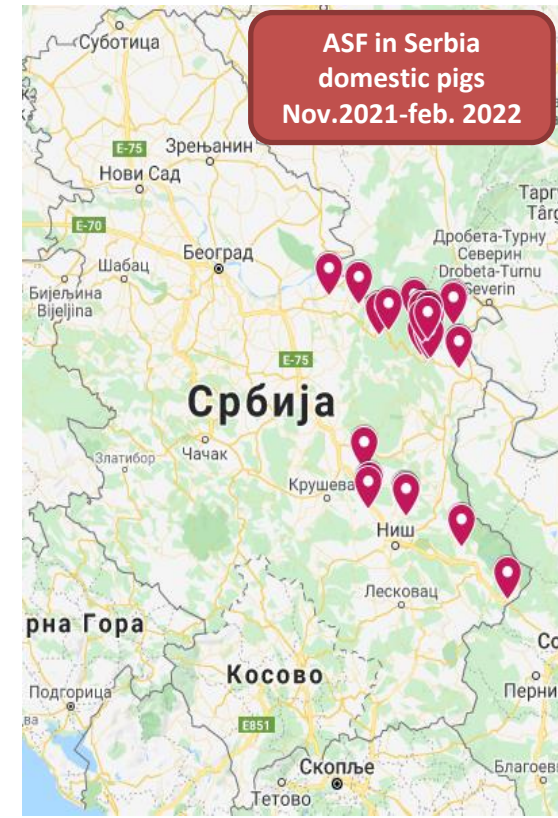 ASF in Serbia
domestic pigs
Nov.2021-feb. 2022
Суботица
E-75
Зрењанин
Нови Сад
E-70
Шабац
Београд
Бијељина
Bijeljina
Дробета-Турну
Северин
Drobeta-Turnu
Severin
E-75
Србија
Златибор
Чачак
Крушева
Ниш
Лесковац
рна Гора
Косово
Подгорица
E851
Перни
Скопље
Тетово
Благоев